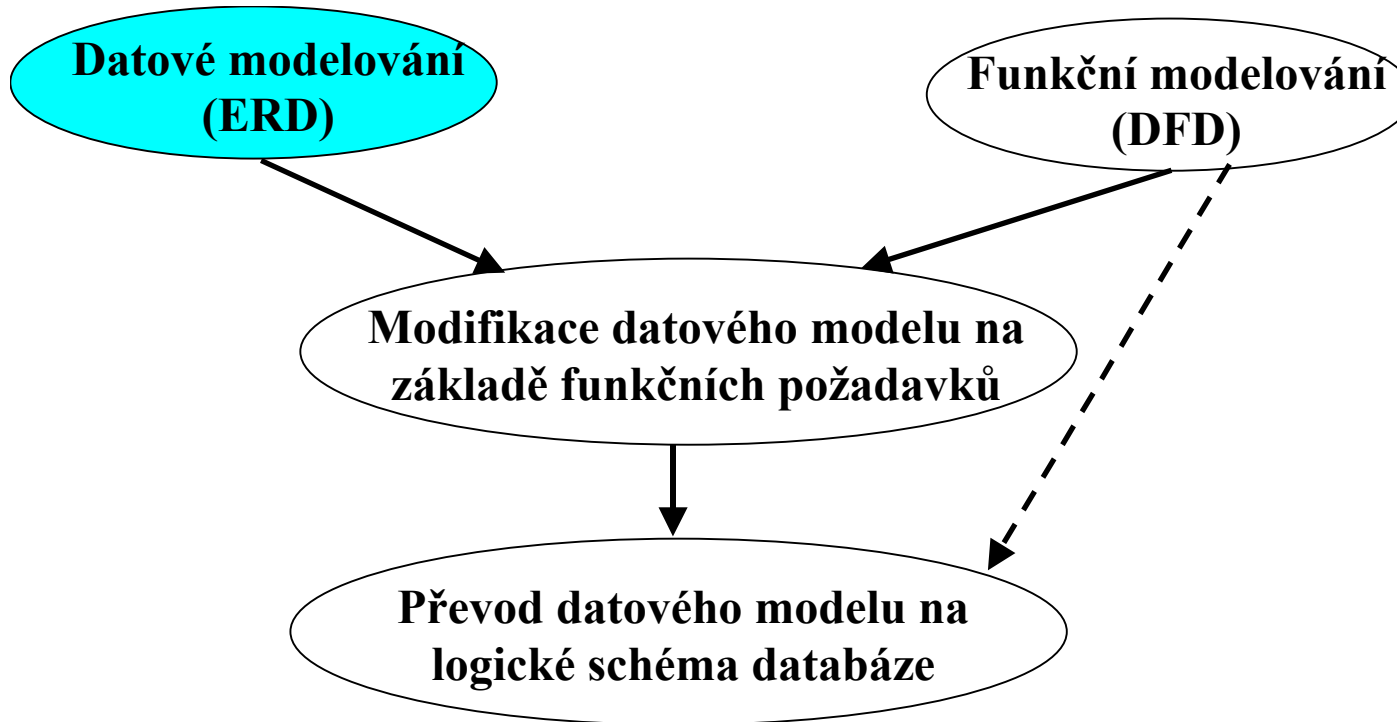 Datové modelování
(ERD)
Funkční modelování
(DFD)
Modifikace datového modelu na
základě funkčních požadavků
Převod datového modelu na
logické schéma databáze